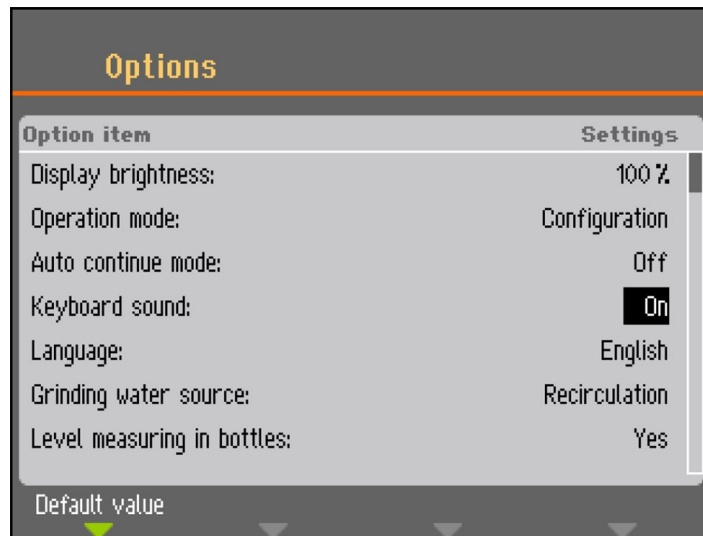 Options
Option item Settings
Display brightness: 100 %
Operation mode: Configuration
Auto continue mode: Off
Keyboard sound: On
Language: English
Grinding water source: Recirculation
Level measuring in bottles: Yes
Default value